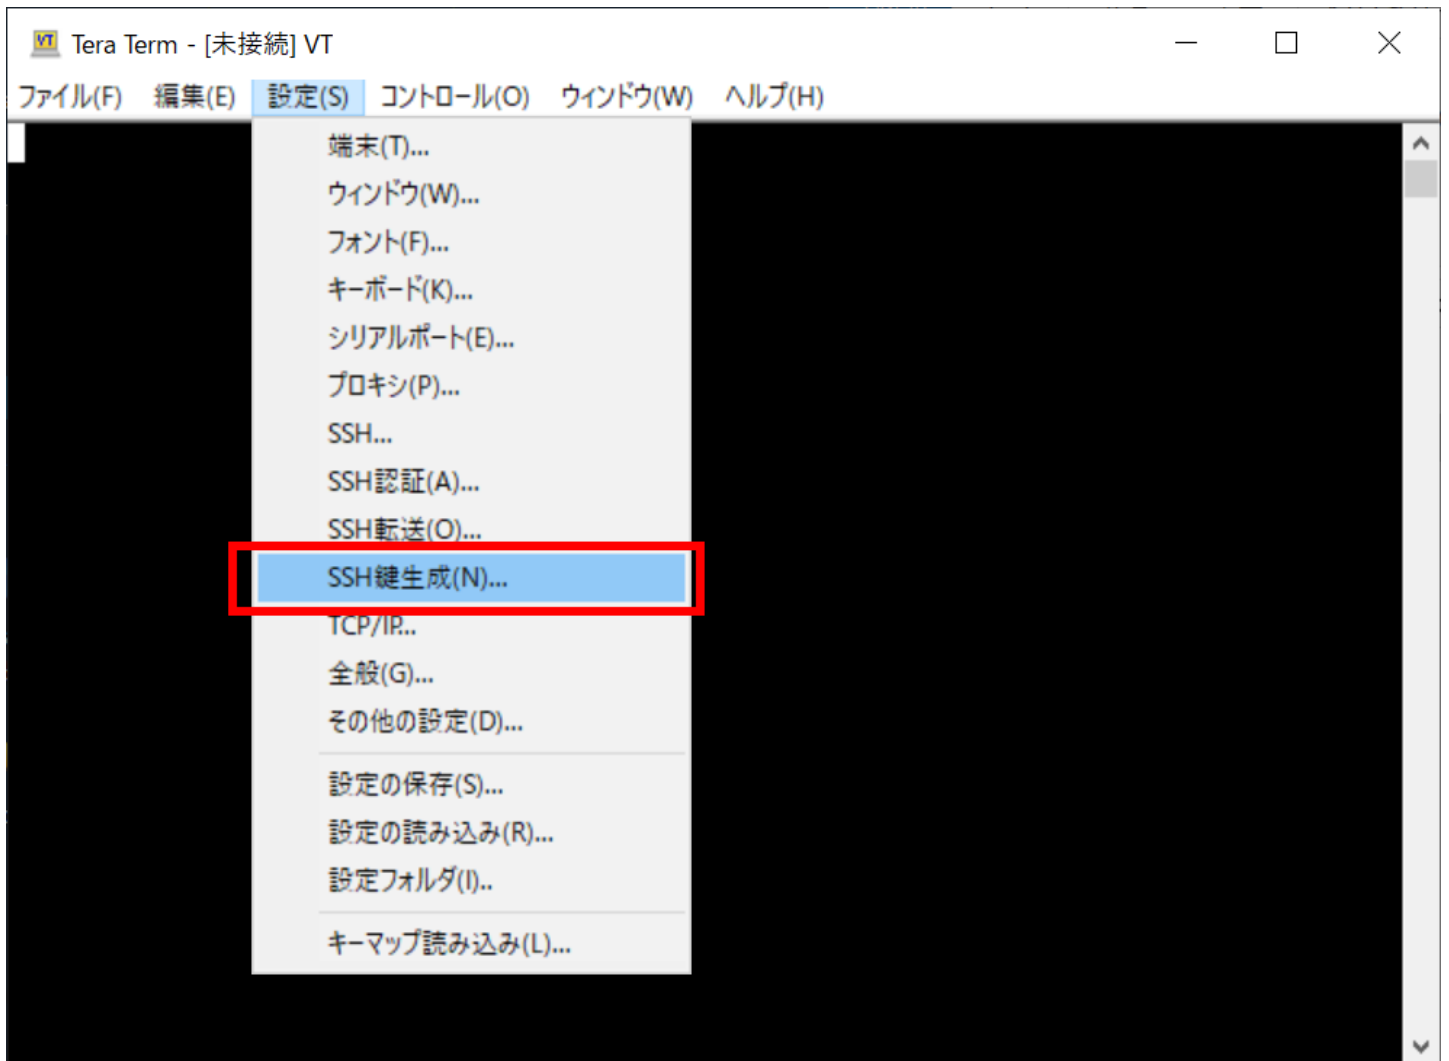 Tera Term - [未接続] VT
ファイル(F) 編集(E) 設定(S) コントロール(O) ウィンドウ(W) ヘルプ(H)
端末(T)...
ウィンドウ(W)...
フォント(F)...
キーボード(K)...
シリアルポート(E)...
プロキシ(P)...
SSH...
SSH認証(A)...
SSH転送(O)...
SSH鍵生成(N)...
TCP/IP...
全般(G)...
その他の設定(D)...
設定の保存(S)...
設定の読み込み(R)...
設定フォルダ(I)..
キーマップ読み込み(L)...